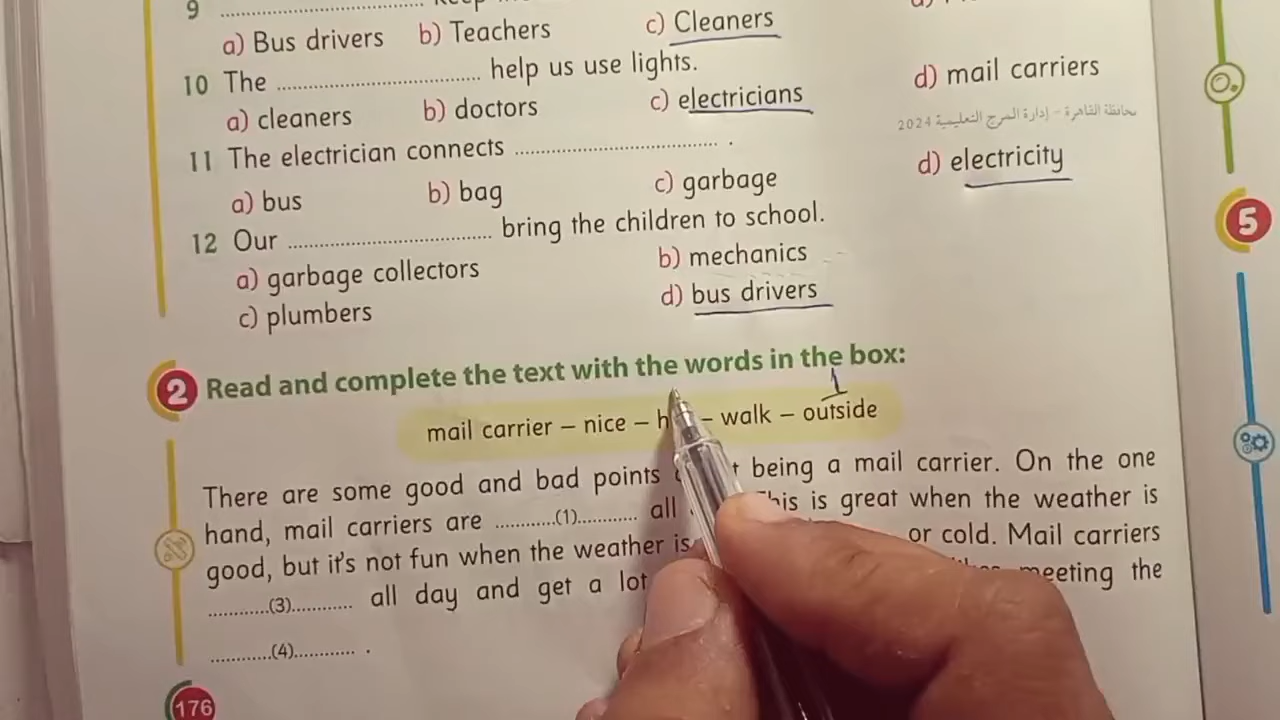 9 ..............................
a) Bus drivers b) Teachers c) Cleaners
10 The .............................. help us use lights.
a) cleaners b) doctors c) electricians d) mail carriers
محافظة القاهرة - إدارة المرج التعليمية 2024
11 The electrician connects .............................. .
a) bus b) bag c) garbage d) electricity
12 Our .............................. bring the children to school.
a) garbage collectors b) mechanics
c) plumbers d) bus drivers
5
2 Read and complete the text with the words in the box:
1
mail carrier – nice – – walk – outside
There are some good and bad points being a mail carrier. On the one
hand, mail carriers are ............(1)............ all This is great when the weather is
good, but it's not fun when the weather is or cold. Mail carriers
............(3)............ all day and get a lot meeting the
............(4)............ .
176